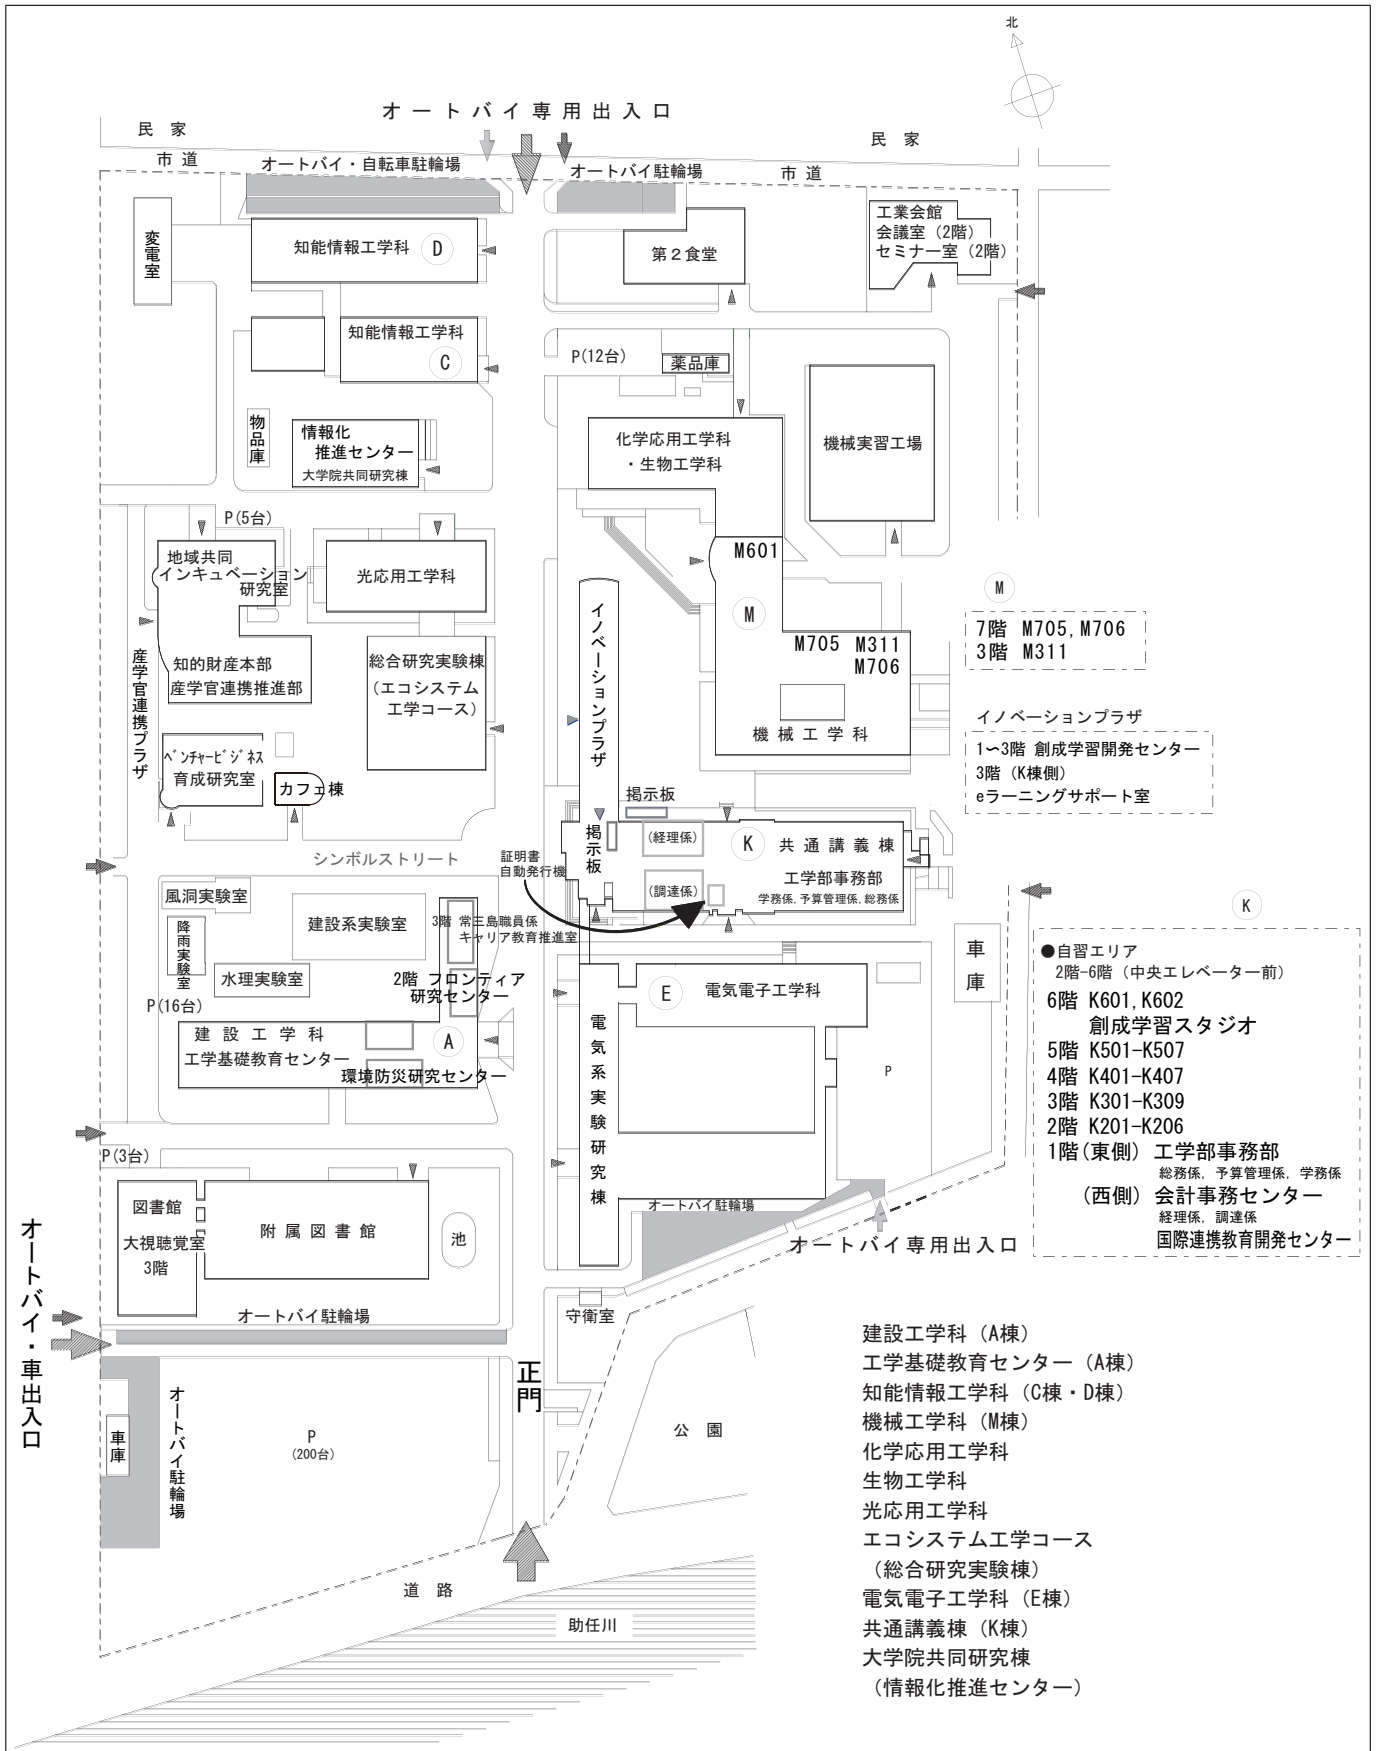 北
オートバイ専用出入口
民 家
民 家
市 道
オートバイ・自転車駐輪場
オートバイ駐輪場
市 道
変電室
知能情報工学科
D
第２食堂
工業会館
会議室（2階）
セミナー室（2階）
知能情報工学科
C
P(12台)
薬品庫
物品庫
情報化
推進センター
大学院共同研究棟
化学応用工学科
・生物工学科
機械実習工場
P(5台)
地域共同
インキュベーション
研究室
光応用工学科
M601
M
M
7階 M705, M706
3階 M311
イノベーションプラザ
M705 M311
M706
機 械 工 学 科
産学官連携プラザ
知的財産本部
産学官連携推進部
総合研究実験棟
（エコシステム
工学コース）
イノベーションプラザ
1〜3階 創成学習開発センター
3階（K棟側）
eラーニングサポート室
ベンチャービジネス
育成研究室
カフェ棟
掲示板
掲示板
（経理係）
K
共 通 講 義 棟
工学部事務部
学務係, 予算管理係, 総務係
（調達係）
シンボルストリート
証明書
自動発行機
風洞実験室
降雨実験室
建設系実験室
水理実験室
3階 常三島職員係
キャリア教育推進室
2階 フロンティア
研究センター
P(16台)
建 設 工 学 科
工学基礎教育センター
A
環境防災研究センター
E
電気電子工学科
電気系実験研究棟
P
車庫
K
●自習エリア
2階-6階（中央エレベーター前）
6階 K601, K602
創成学習スタジオ
5階 K501-K507
4階 K401-K407
3階 K301-K309
2階 K201-K206
1階（東側） 工学部事務部
総務係, 予算管理係, 学務係
（西側） 会計事務センター
経理係, 調達係
国際連携教育開発センター
P(3台)
図書館
大視聴覚室
3階
附 属 図 書 館
池
オートバイ駐輪場
オートバイ専用出入口
オートバイ・車出入口
オートバイ駐輪場
守衛室
正門
車庫
オートバイ駐輪場
P
(200台)
公 園
道 路
助任川
建設工学科（A棟）
工学基礎教育センター（A棟）
知能情報工学科（C棟・D棟）
機械工学科（M棟）
化学応用工学科
生物工学科
光応用工学科
エコシステム工学コース
（総合研究実験棟）
電気電子工学科（E棟）
共通講義棟（K棟）
大学院共同研究棟
（情報化推進センター）